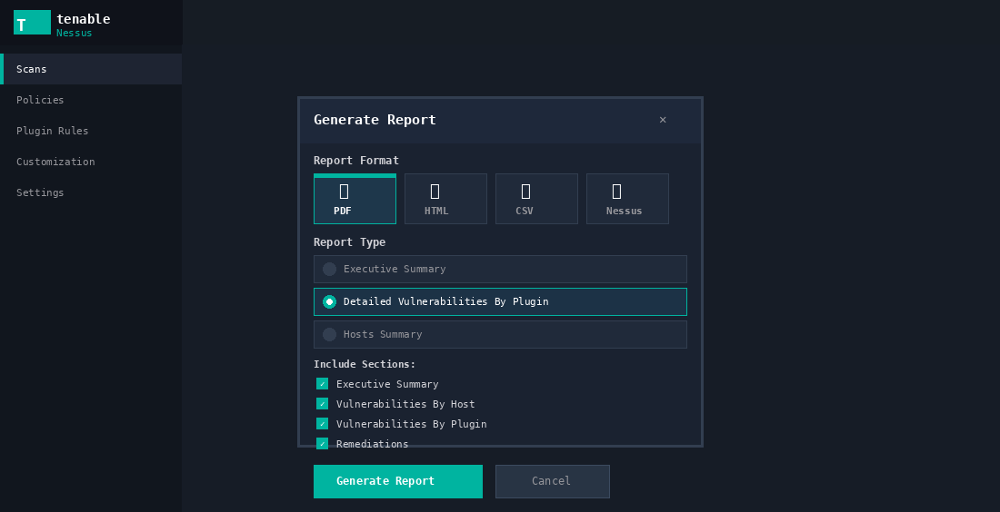 T
tenable
Nessus
Scans
Policies
Plugin Rules
Customization
Settings
Generate Report ×
Report Format
PDF HTML CSV Nessus
Report Type
Executive Summary
Detailed Vulnerabilities By Plugin
Hosts Summary
Include Sections:
✓ Executive Summary
✓ Vulnerabilities By Host
✓ Vulnerabilities By Plugin
✓ Remediations
Generate Report Cancel